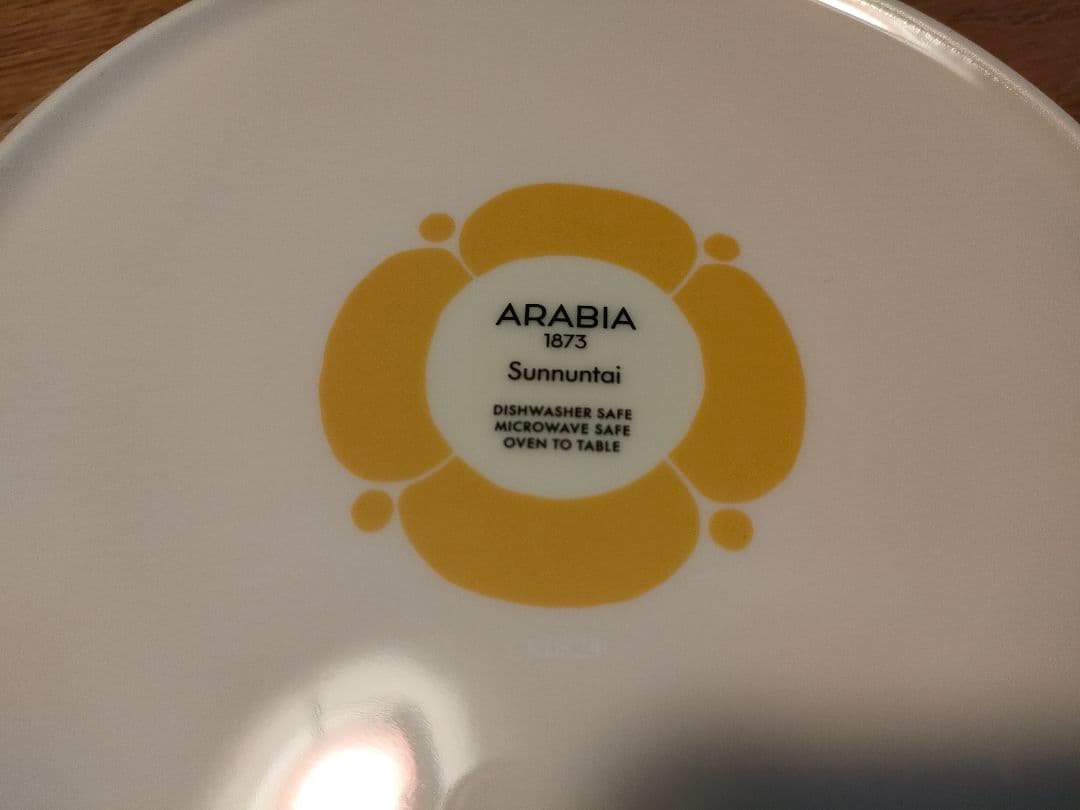 ARABIA
1873
Sunnuntai
DISHWASHER SAFE
MICROWAVE SAFE
OVEN TO TABLE